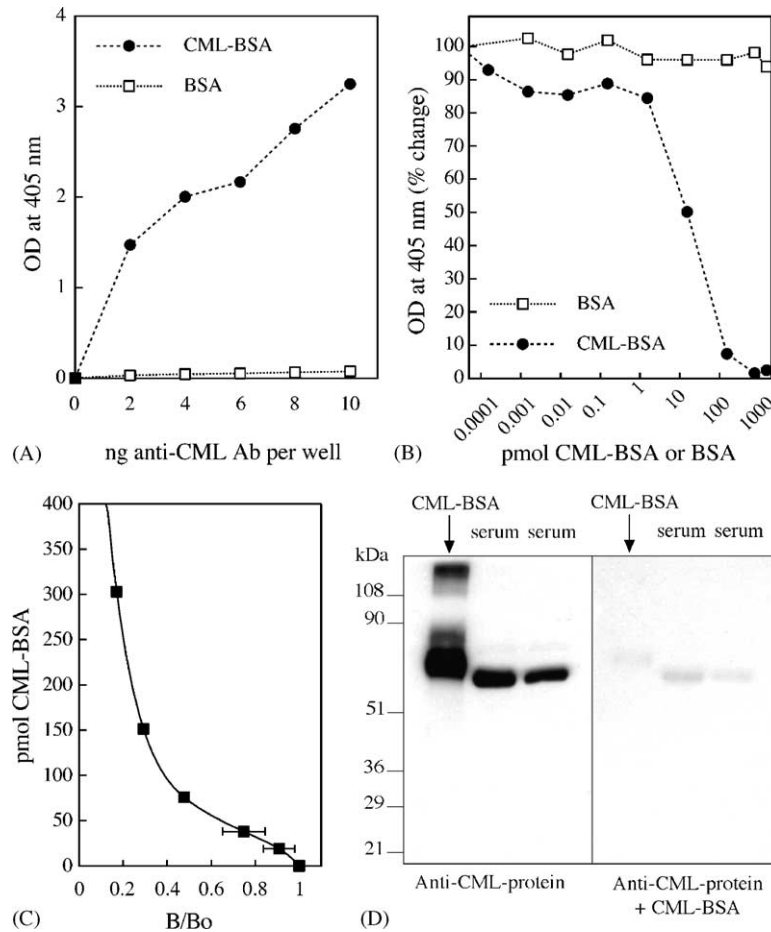 4
3
2
1
0
OD at 405 nm
CML-BSA
BSA
0 2 4 6 8 10
(A) ng anti-CML Ab per well
100
90
80
70
60
50
40
30
20
10
0
OD at 405 nm (% change)
BSA
CML-BSA
0.0001 0.001 0.01 0.1 1 10 100 1000
(B) pmol CML-BSA or BSA
400
350
300
250
200
150
100
50
0
pmol CML-BSA
0 0.2 0.4 0.6 0.8 1
(C) B/Bo
CML-BSA
serum serum
CML-BSA
serum serum
kDa
108
90
51
36
29
21
Anti-CML-protein
Anti-CML-protein
+ CML-BSA
(D)